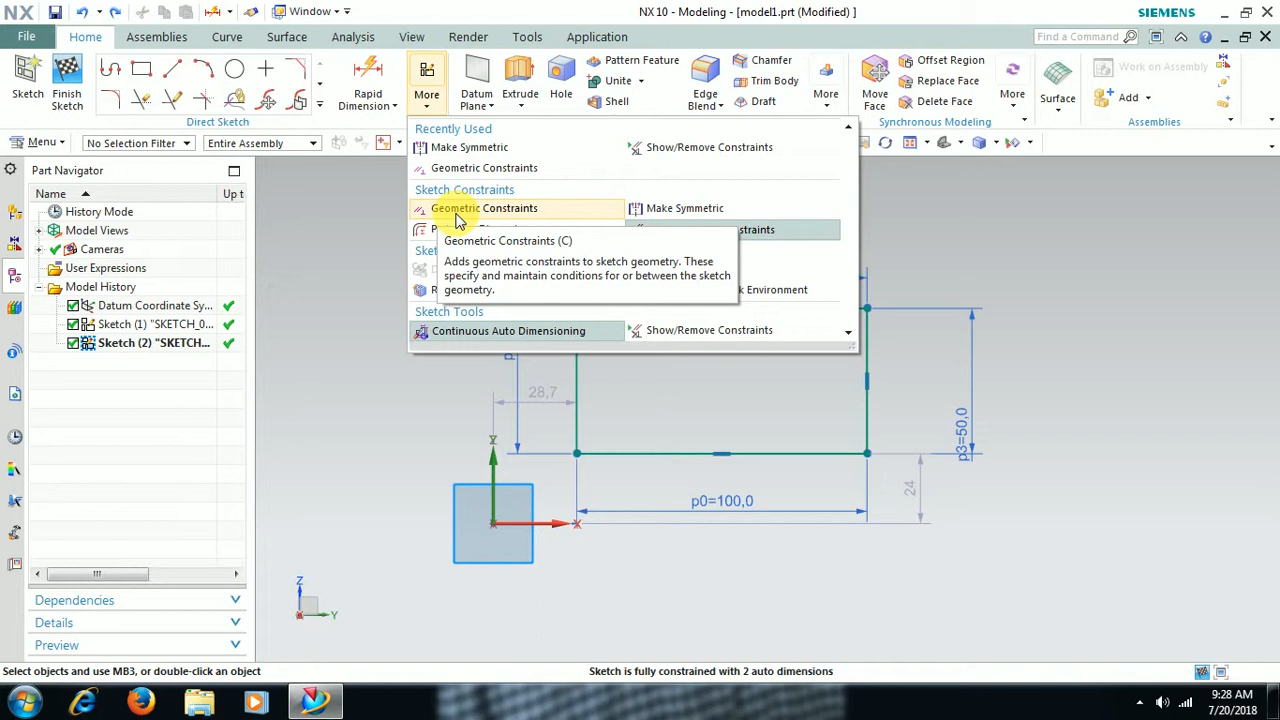 NX
Window
NX 10 - Modeling - [model1.prt (Modified) ]
SIEMENS
File
Home
Assemblies
Curve
Surface
Analysis
View
Render
Tools
Application
Find a Command
Sketch
Finish
Sketch
Rapid
Dimension
More
Datum
Plane
Extrude
Hole
Pattern Feature
Unite
Shell
Edge
Blend
Chamfer
Trim Body
Draft
More
Move
Face
Offset Region
Replace Face
Delete Face
More
Surface
Work on Assembly
Add
Direct Sketch
Synchronous Modeling
Menu
No Selection Filter
Entire Assembly
Recently Used
Make Symmetric
Show/Remove Constraints
Geometric Constraints
Sketch Constraints
Geometric Constraints
Make Symmetric
Geometric Constraints (C)
Adds geometric constraints to sketch geometry. These
specify and maintain conditions for or between the sketch
geometry.
Sketch Tools
Continuous Auto Dimensioning
Show/Remove Constraints
Part Navigator
Name
Up t
History Mode
Model Views
Cameras
User Expressions
Model History
Datum Coordinate Sy...
Sketch (1) "SKETCH_0...
Sketch (2) "SKETCH...
Dependencies
Details
Preview
28,7
p0=100,0
p3=50,0
24
Z
Y
Select objects and use MB3, or double-click an object
Sketch is fully constrained with 2 auto dimensions
9:28 AM
7/20/2018